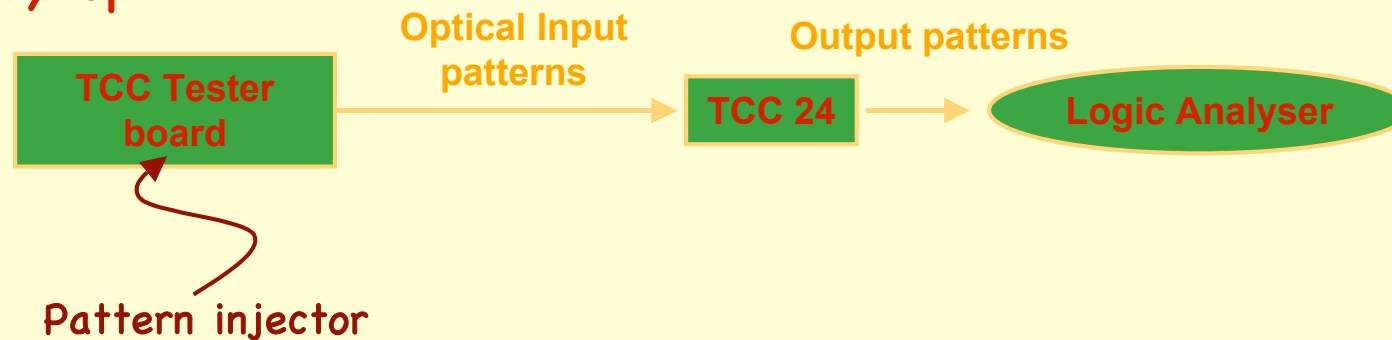 Optical Input
patterns
Output patterns
TCC Tester
board
TCC 24
Logic Analyser
Pattern injector